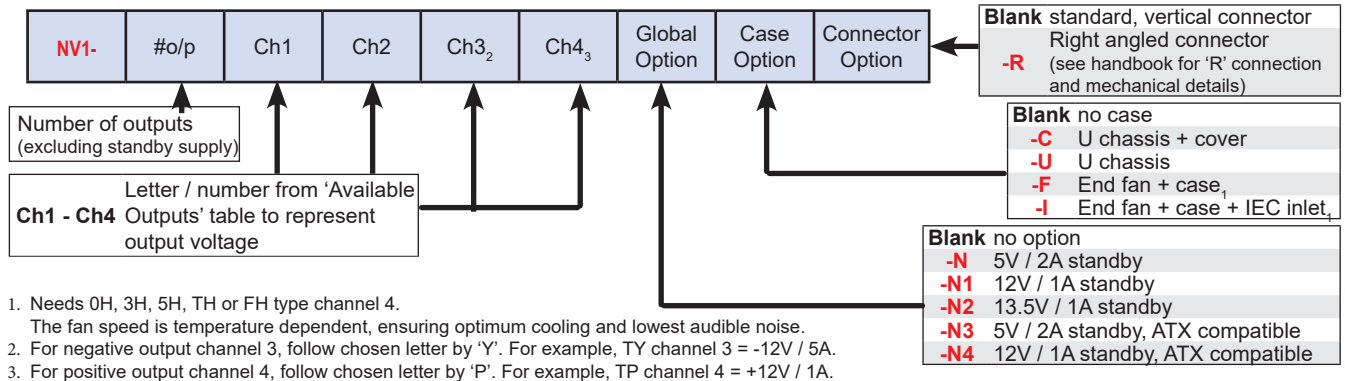 NV1-
#o/p
Ch1
Ch2
Ch3₂
Ch4₃
Global
Option
Case
Option
Connector
Option
Blank standard, vertical connector
-R Right angled connector
(see handbook for 'R' connection
and mechanical details)
Number of outputs
(excluding standby supply)
Blank no case
-C U chassis + cover
-U U chassis
-F End fan + case₁
-I End fan + case + IEC inlet₁
Ch1 - Ch4 Letter / number from 'Available
Outputs' table to represent
output voltage
Blank no option
-N 5V / 2A standby
-N1 12V / 1A standby
-N2 13.5V / 1A standby
-N3 5V / 2A standby, ATX compatible
-N4 12V / 1A standby, ATX compatible
1. Needs 0H, 3H, 5H, TH or FH type channel 4.
The fan speed is temperature dependent, ensuring optimum cooling and lowest audible noise.
2. For negative output channel 3, follow chosen letter by 'Y'. For example, TY channel 3 = -12V / 5A.
3. For positive output channel 4, follow chosen letter by 'P'. For example, TP channel 4 = +12V / 1A.